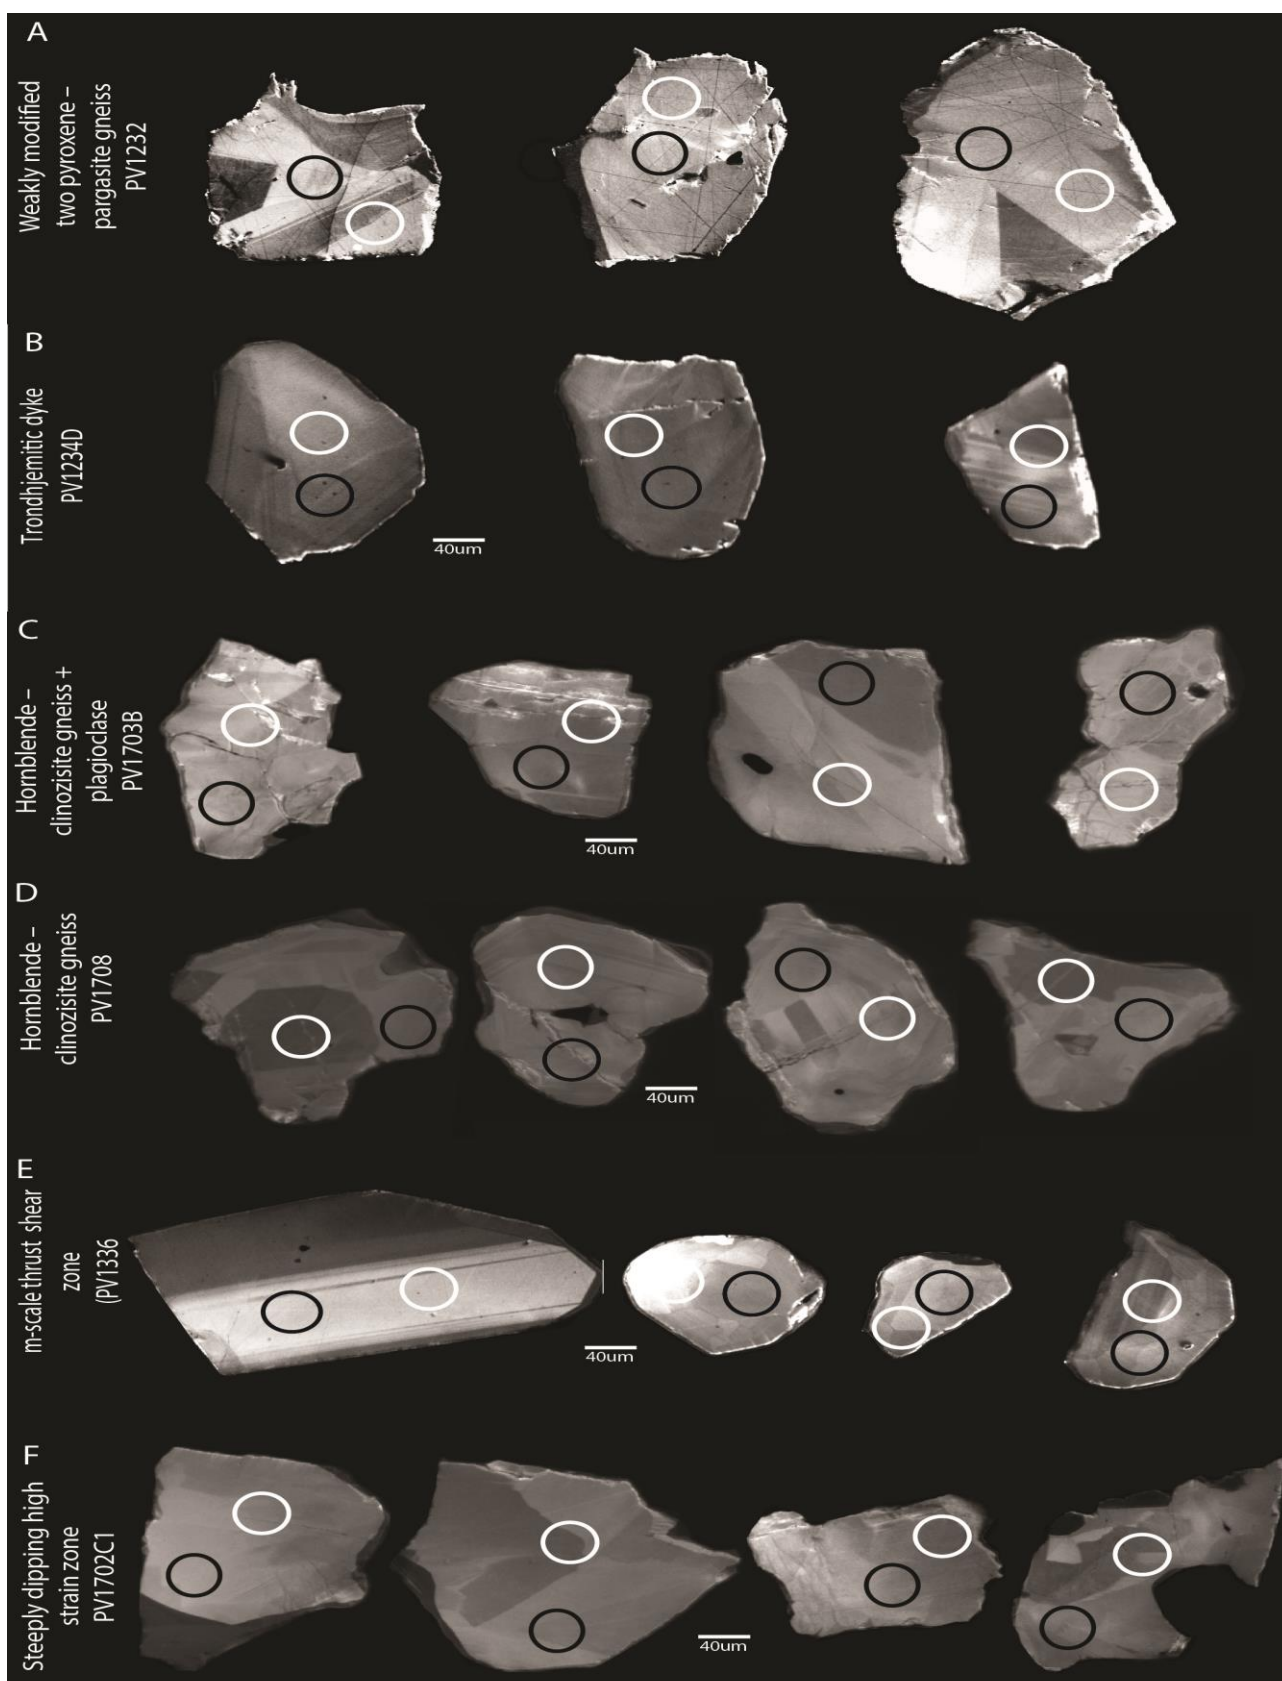 A
Weakly modified
two pyroxene –
pargasite gneiss
PV1232
B
Trondhjemitic dyke
PV1234D
40um
C
Hornblende –
clinozisite gneiss +
plagioclase
PV1703B
40um
D
Hornblende –
clinozisite gneiss
PV1708
40um
E
m-scale thrust shear
zone
(PV1336
40um
F
Steeply dipping high
strain zone
PV1702C1
40um